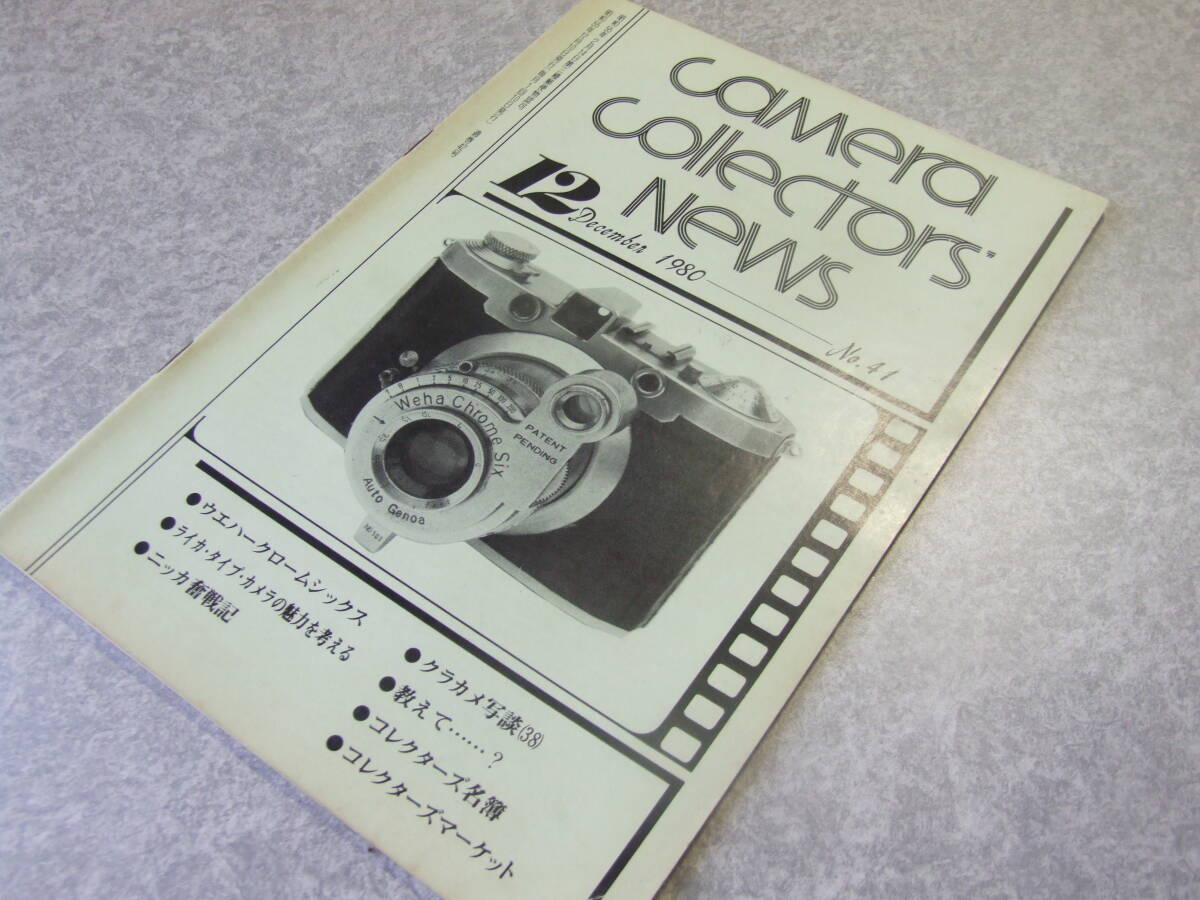 camera
collectors'
News
12
December 1980
No. 41
Weha Chrome Six
PATENT
PENDING
Auto Genoa
No.161
●ウエハークロームシックス
●ライカ・タイプ・カメラの魅力を考える
●ニッカ奮戦記
●クラカメ写談(38)
●教えて……?
●コレクターズ名簿
●コレクターズマーケット